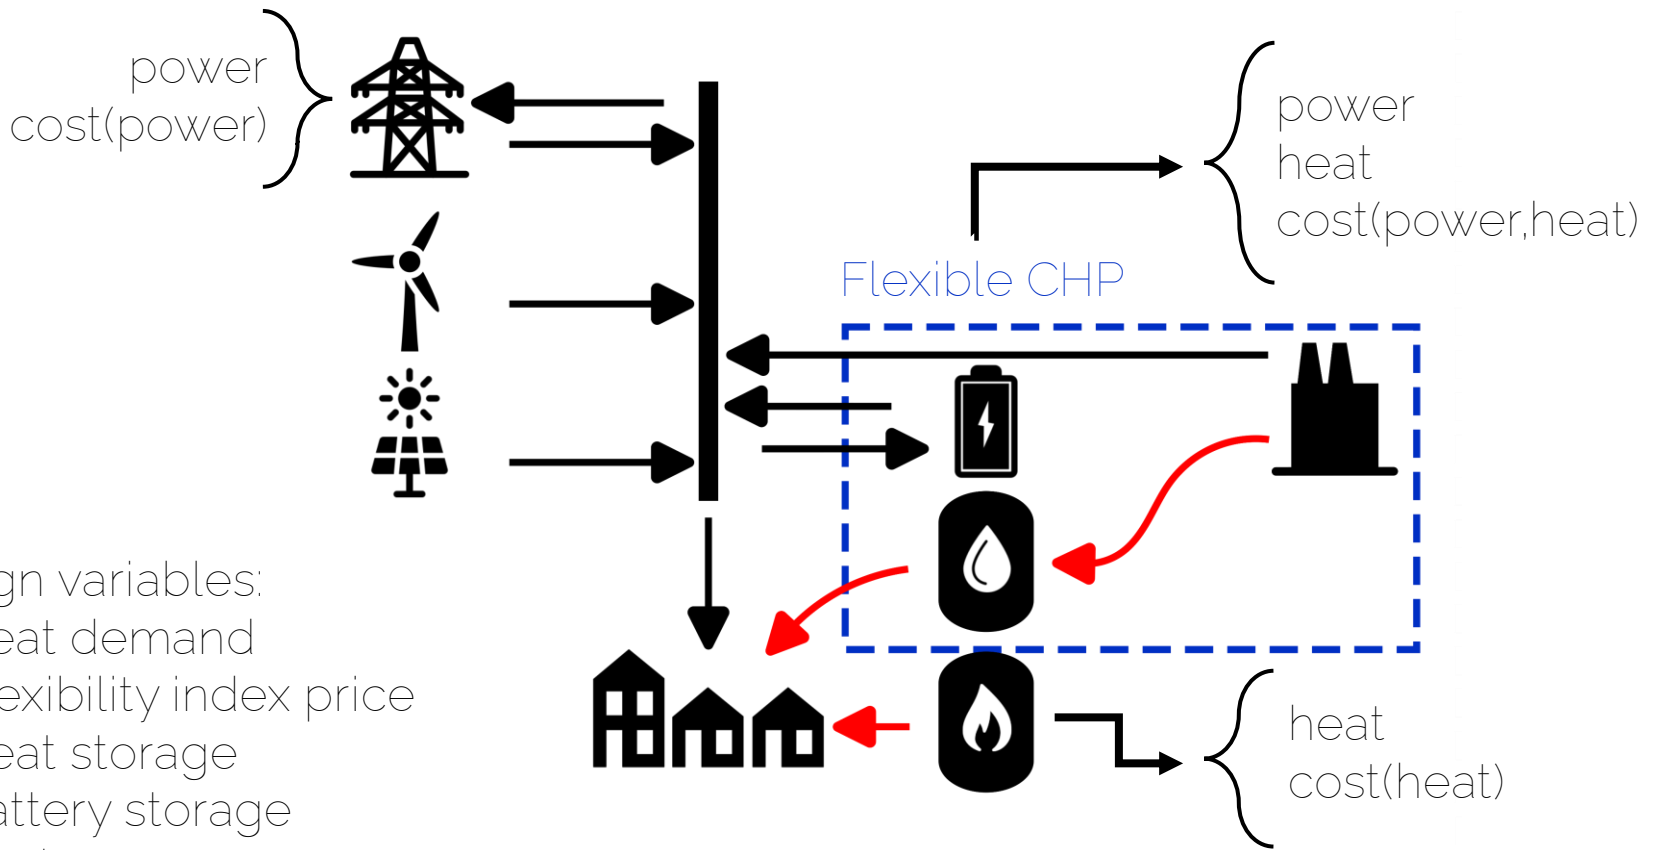 power
cost(power)
power
heat
cost(power,heat)
Flexible CHP
gn variables:
eat demand
exibility index price
eat storage
attery storage
heat
cost(heat)